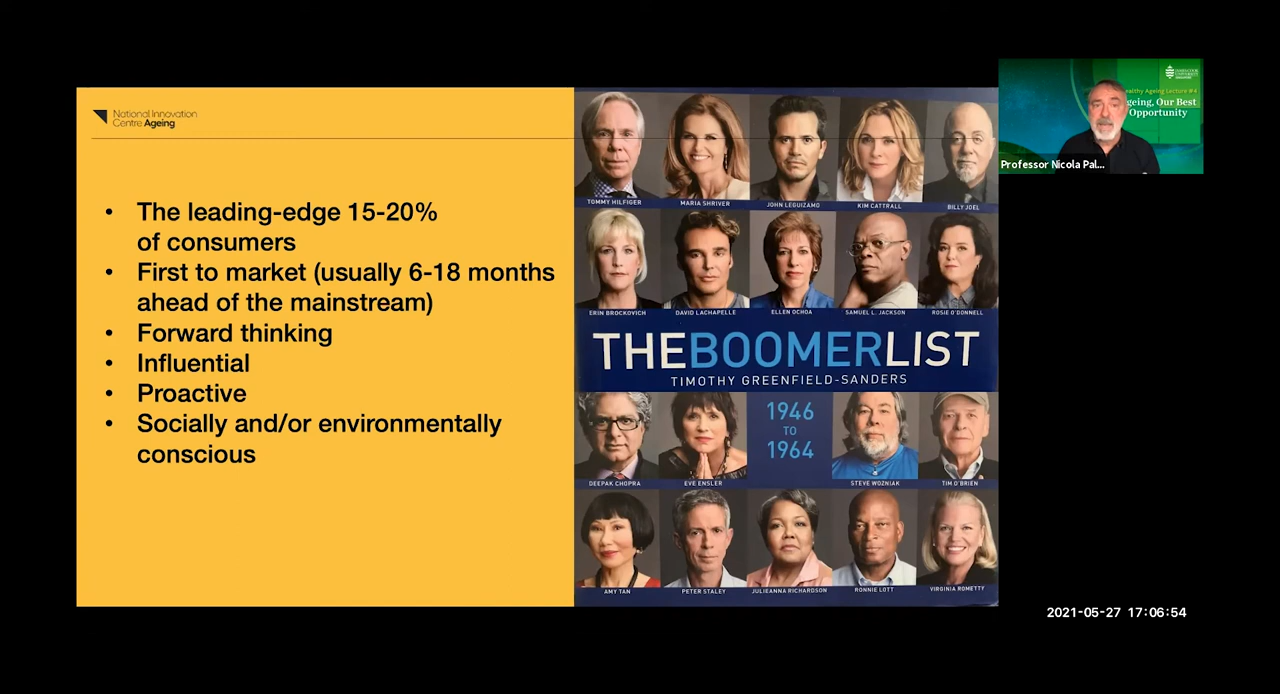 National Innovation
Centre Ageing
• The leading-edge 15-20%
of consumers
• First to market (usually 6-18 months
ahead of the mainstream)
• Forward thinking
• Influential
• Proactive
• Socially and/or environmentally
conscious
TOMMY HILFIGER MARIA SHRIVER JOHN LEGUIZAMO KIM CATTRALL BILLY JOEL
ERIN BROCKOVICH DAVID LACHAPELLE ELLEN OCHOA SAMUEL L. JACKSON ROSIE O'DONNELL
THEBOOMERLIST
TIMOTHY GREENFIELD-SANDERS
1946
TO
1964
DEEPAK CHOPRA EVE ENSLER STEVE WOZNIAK TIM O'BRIEN
AMY TAN PETER STALEY JULIEANNA RICHARDSON RONNIE LOTT VIRGINIA ROMETTY
ealthy Ageing Lecture #4
geing, Our Best
Opportunity
Professor Nicola Pal...
2021-05-27 17:06:54